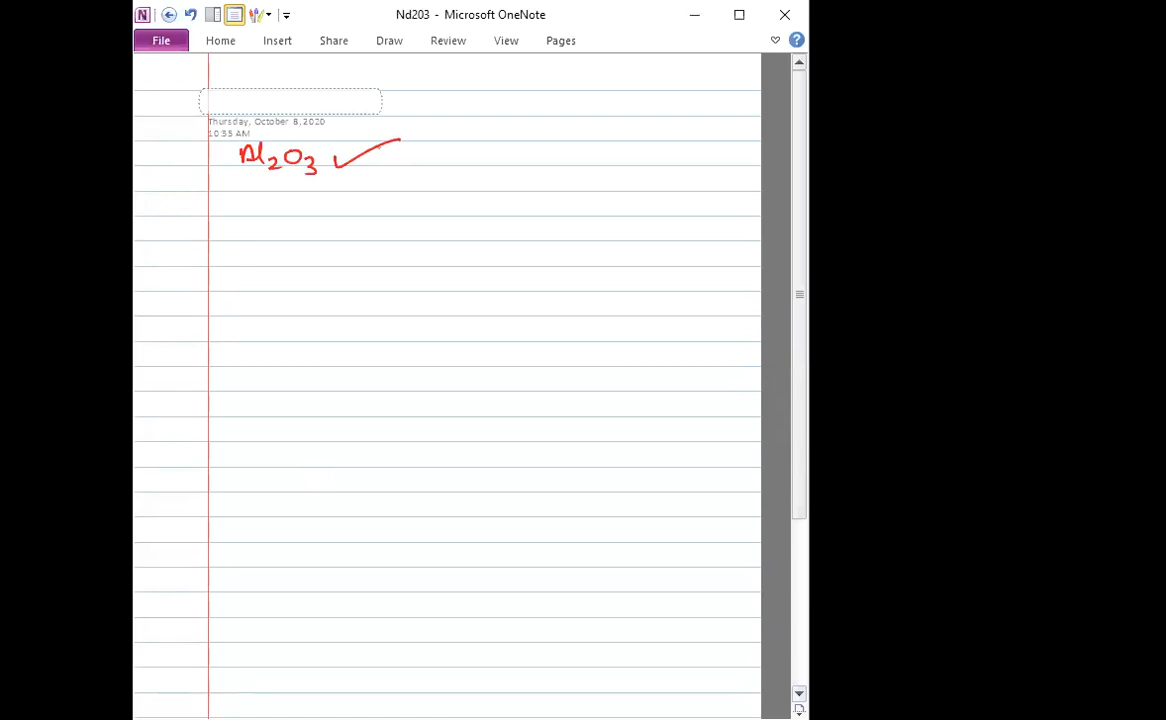 Nd203 - Microsoft OneNote
File Home Insert Share Draw Review View Pages
Thursday, October 8, 2020
10:35 AM
Nd₂O₃ ✓